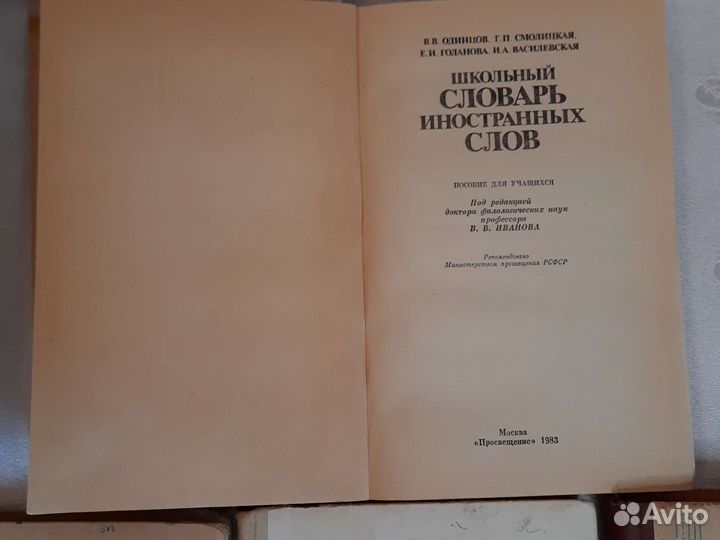 В. В. ОДИНЦОВ, Г. П. СМОЛИЦКАЯ,
Е. И. ГОЛАНОВА, И. А. ВАСИЛЕВСКАЯ
ШКОЛЬНЫЙ
СЛОВАРЬ
ИНОСТРАННЫХ
СЛОВ
ПОСОБИЕ ДЛЯ УЧАЩИХСЯ
Под редакцией
доктора филологических наук
профессора
В. В. ИВАНОВА
Рекомендовано
Министерством просвещения РСФСР
Москва
«Просвещение» 1983
Avito